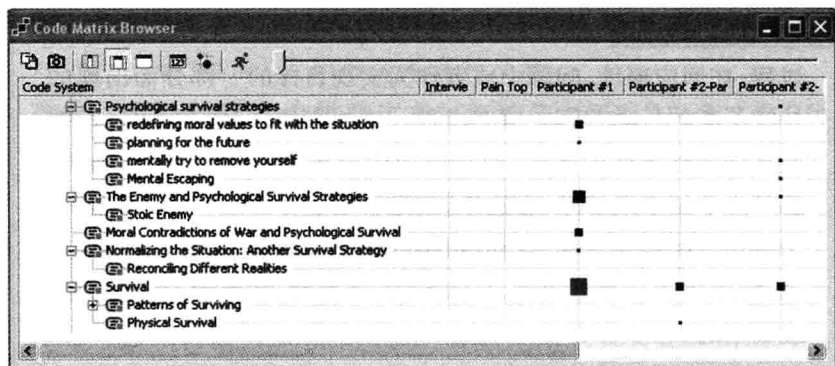 Code Matrix Browser
123
Code System Intervie Pain Top Participant #1 Participant #2-Par Participant #2-
Psychological survival strategies
redefining moral values to fit with the situation
planning for the future
mentally try to remove yourself
Mental Escaping
The Enemy and Psychological Survival Strategies
Stoic Enemy
Moral Contradictions of War and Psychological Survival
Normalizing the Situation: Another Survival Strategy
Reconciling Different Realities
Survival
Patterns of Surviving
Physical Survival